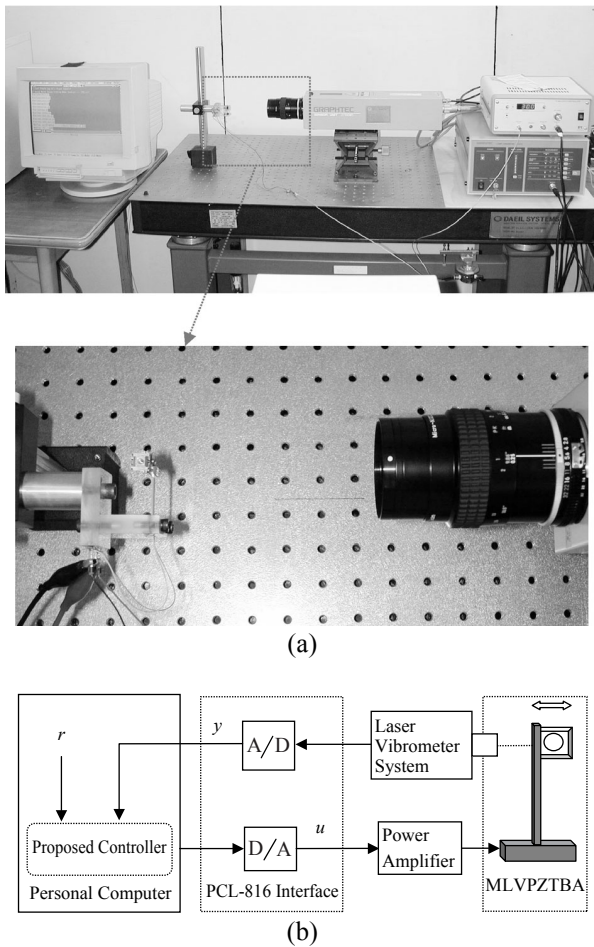 GRAPHTEC
DAEIL SYSTEMS
(a)
r
y
A/D
Laser
Vibrometer
System
Proposed Controller
D/A
u
Power
Amplifier
Personal Computer
PCL-816 Interface
MLVPZTBA
(b)